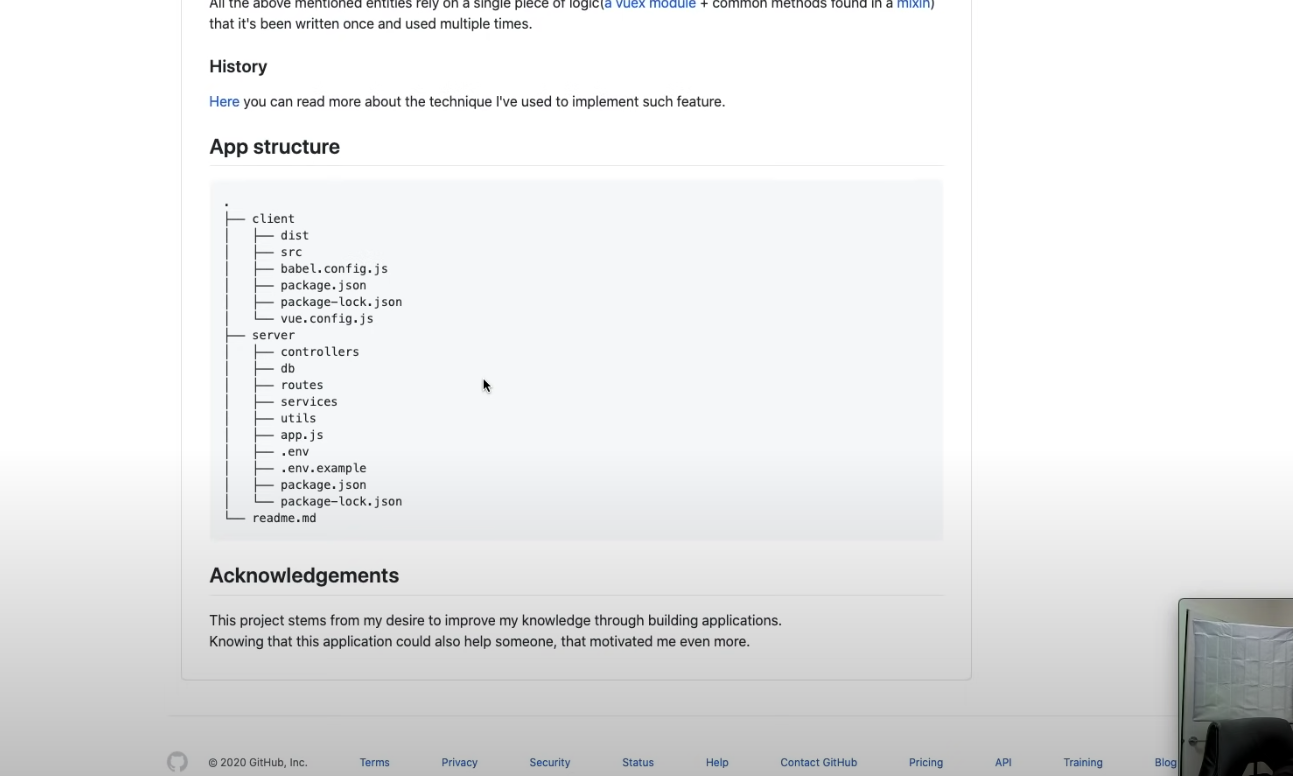 All the above mentioned entities rely on a single piece of logic(a vuex module + common methods found in a mixin)
that it's been written once and used multiple times.
History
Here you can read more about the technique I've used to implement such feature.
App structure
.
├── client
│   ├── dist
│   ├── src
│   ├── babel.config.js
│   ├── package.json
│   ├── package-lock.json
│   └── vue.config.js
├── server
│   ├── controllers
│   ├── db
│   ├── routes
│   ├── services
│   ├── utils
│   ├── app.js
│   ├── .env
│   ├── .env.example
│   ├── package.json
│   └── package-lock.json
└── readme.md
Acknowledgements
This project stems from my desire to improve my knowledge through building applications.
Knowing that this application could also help someone, that motivated me even more.
© 2020 GitHub, Inc. Terms Privacy Security Status Help Contact GitHub Pricing API Training Blog